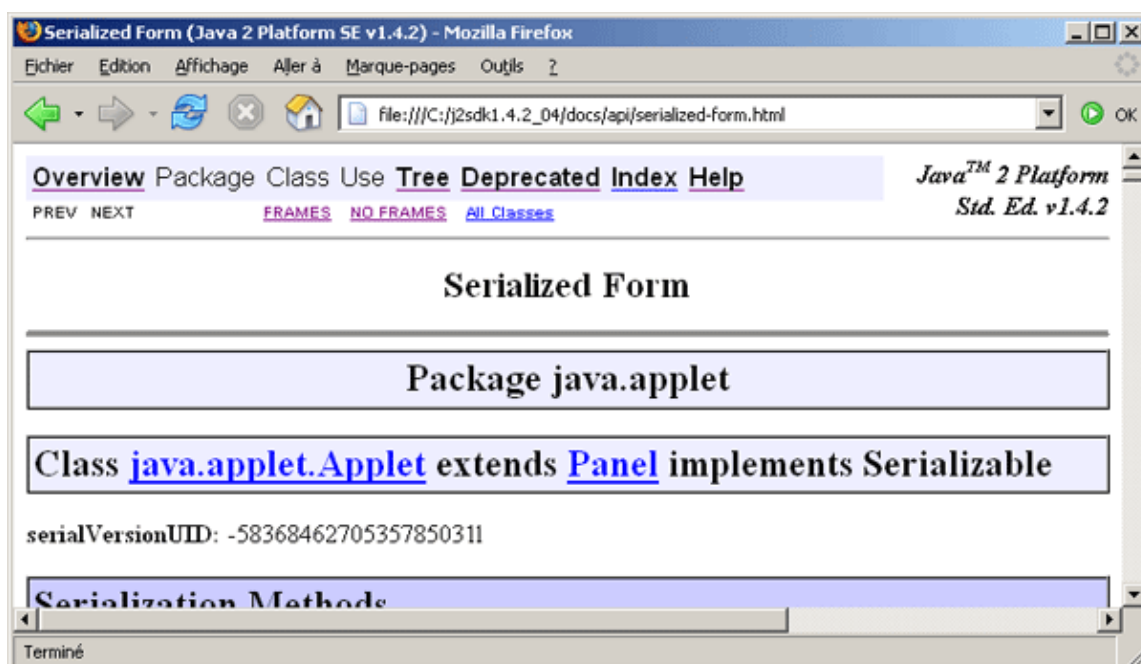 Serialized Form (Java 2 Platform SE v1.4.2) - Mozilla Firefox
Fichier Edition Affichage Aller à Marque-pages Outils ?
file:///C:/j2sdk1.4.2_04/docs/api/serialized-form.html OK
Overview Package Class Use Tree Deprecated Index Help
Java™ 2 Platform
Std. Ed. v1.4.2
PREV NEXT FRAMES NO FRAMES All Classes
Serialized Form
Package java.applet
Class java.applet.Applet extends Panel implements Serializable
serialVersionUID: -5836846270535785031l
Serialization Methods
Terminé